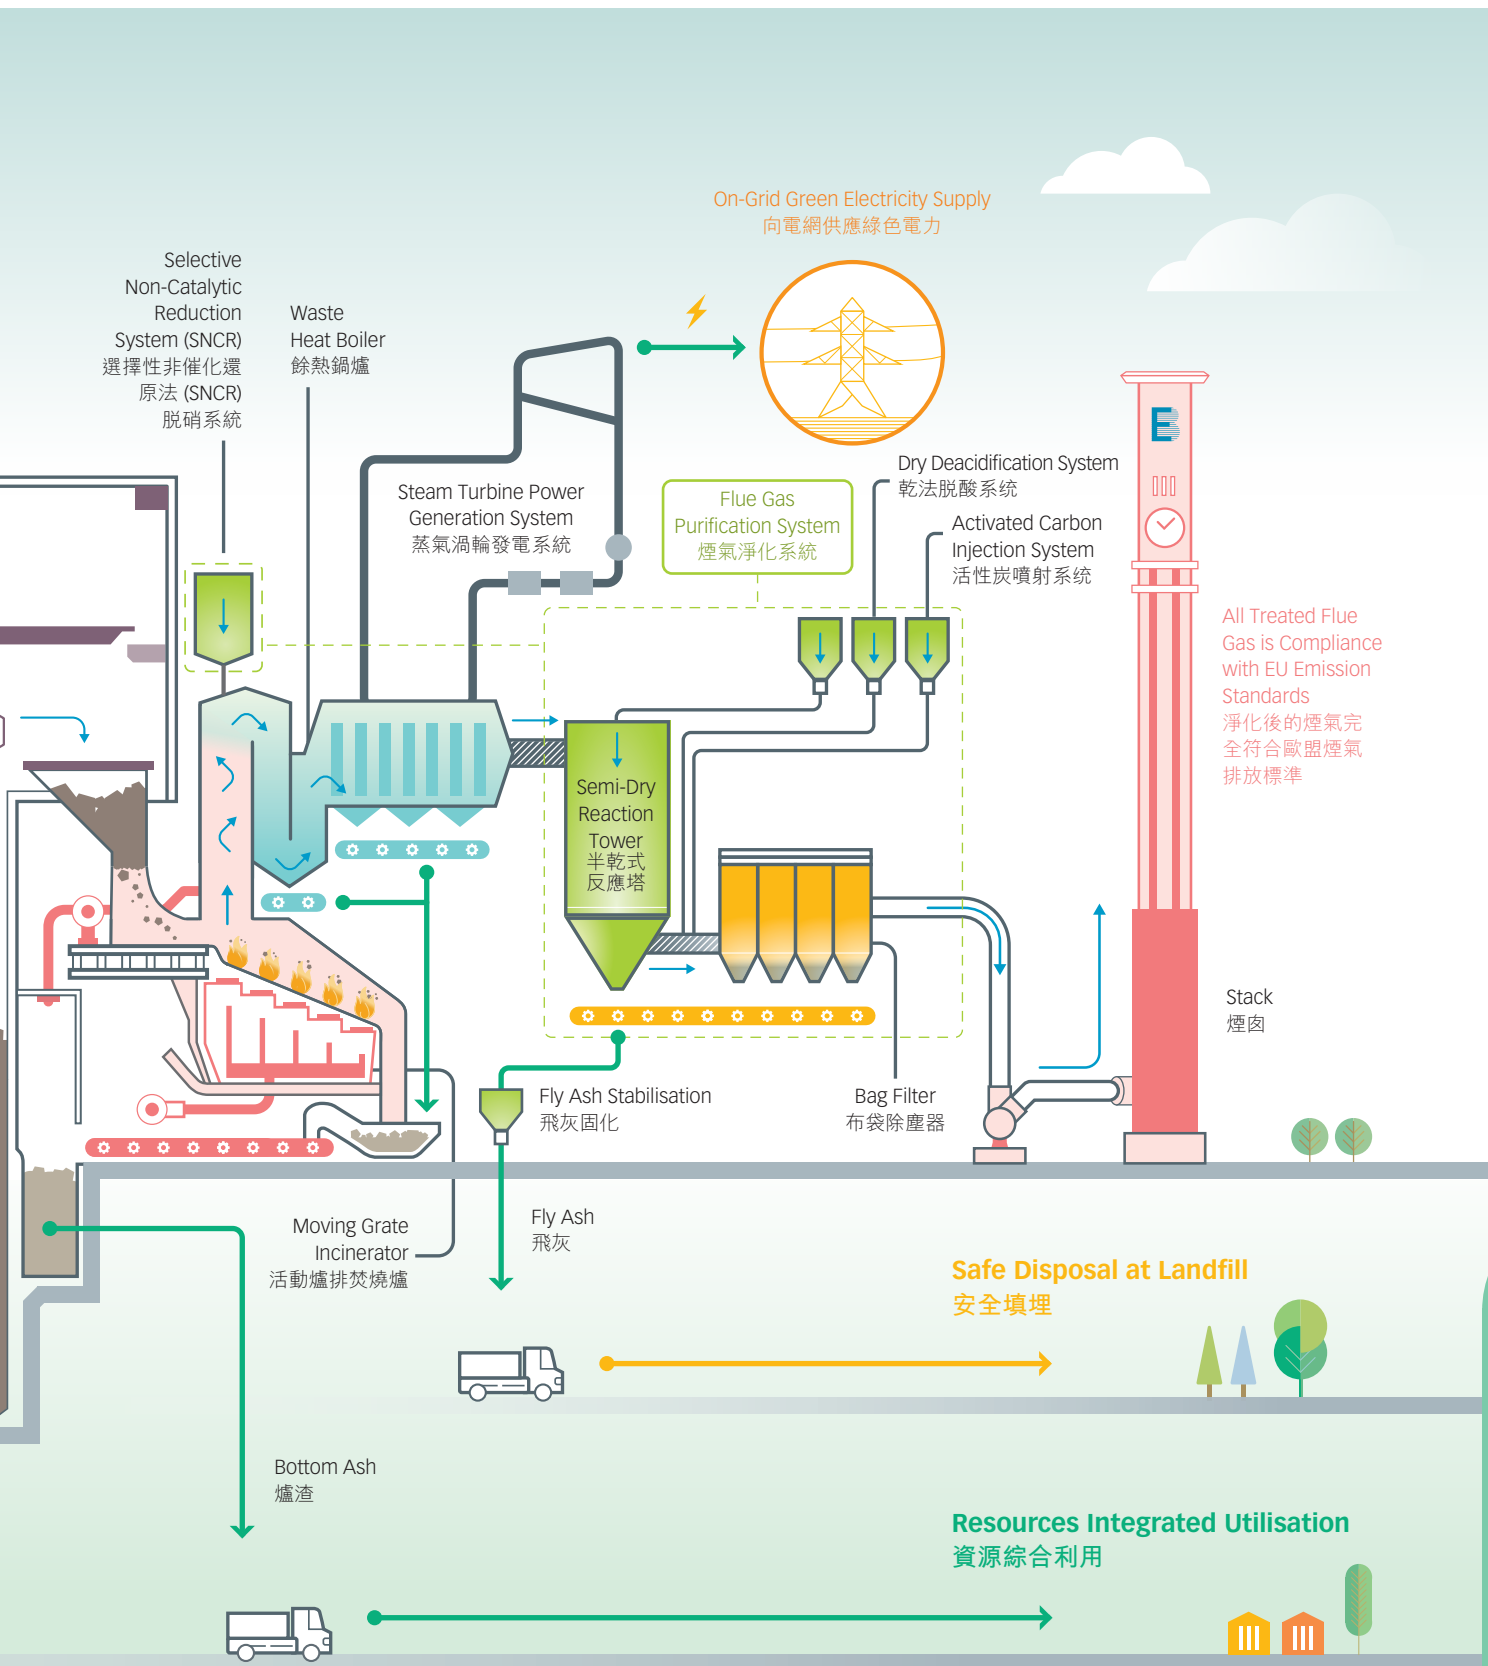 On-Grid Green Electricity Supply
向電網供應綠色電力
Selective
Non-Catalytic
Reduction
System (SNCR)
選擇性非催化還
原法 (SNCR)
脱硝系統
Waste
Heat Boiler
餘熱鍋爐
Steam Turbine Power
Generation System
蒸氣渦輪發電系統
Flue Gas
Purification System
煙氣淨化系統
Dry Deacidification System
乾法脱酸系统
Activated Carbon
Injection System
活性炭噴射系统
All Treated Flue
Gas is Compliance
with EU Emission
Standards
淨化後的煙氣完
全符合歐盟煙氣
排放標準
Semi-Dry
Reaction
Tower
半乾式
反應塔
Stack
煙囱
Fly Ash Stabilisation
飛灰固化
Bag Filter
布袋除塵器
Moving Grate
Incinerator
活動爐排焚燒爐
Fly Ash
飛灰
Safe Disposal at Landfill
安全填埋
Bottom Ash
爐渣
Resources Integrated Utilisation
資源綜合利用